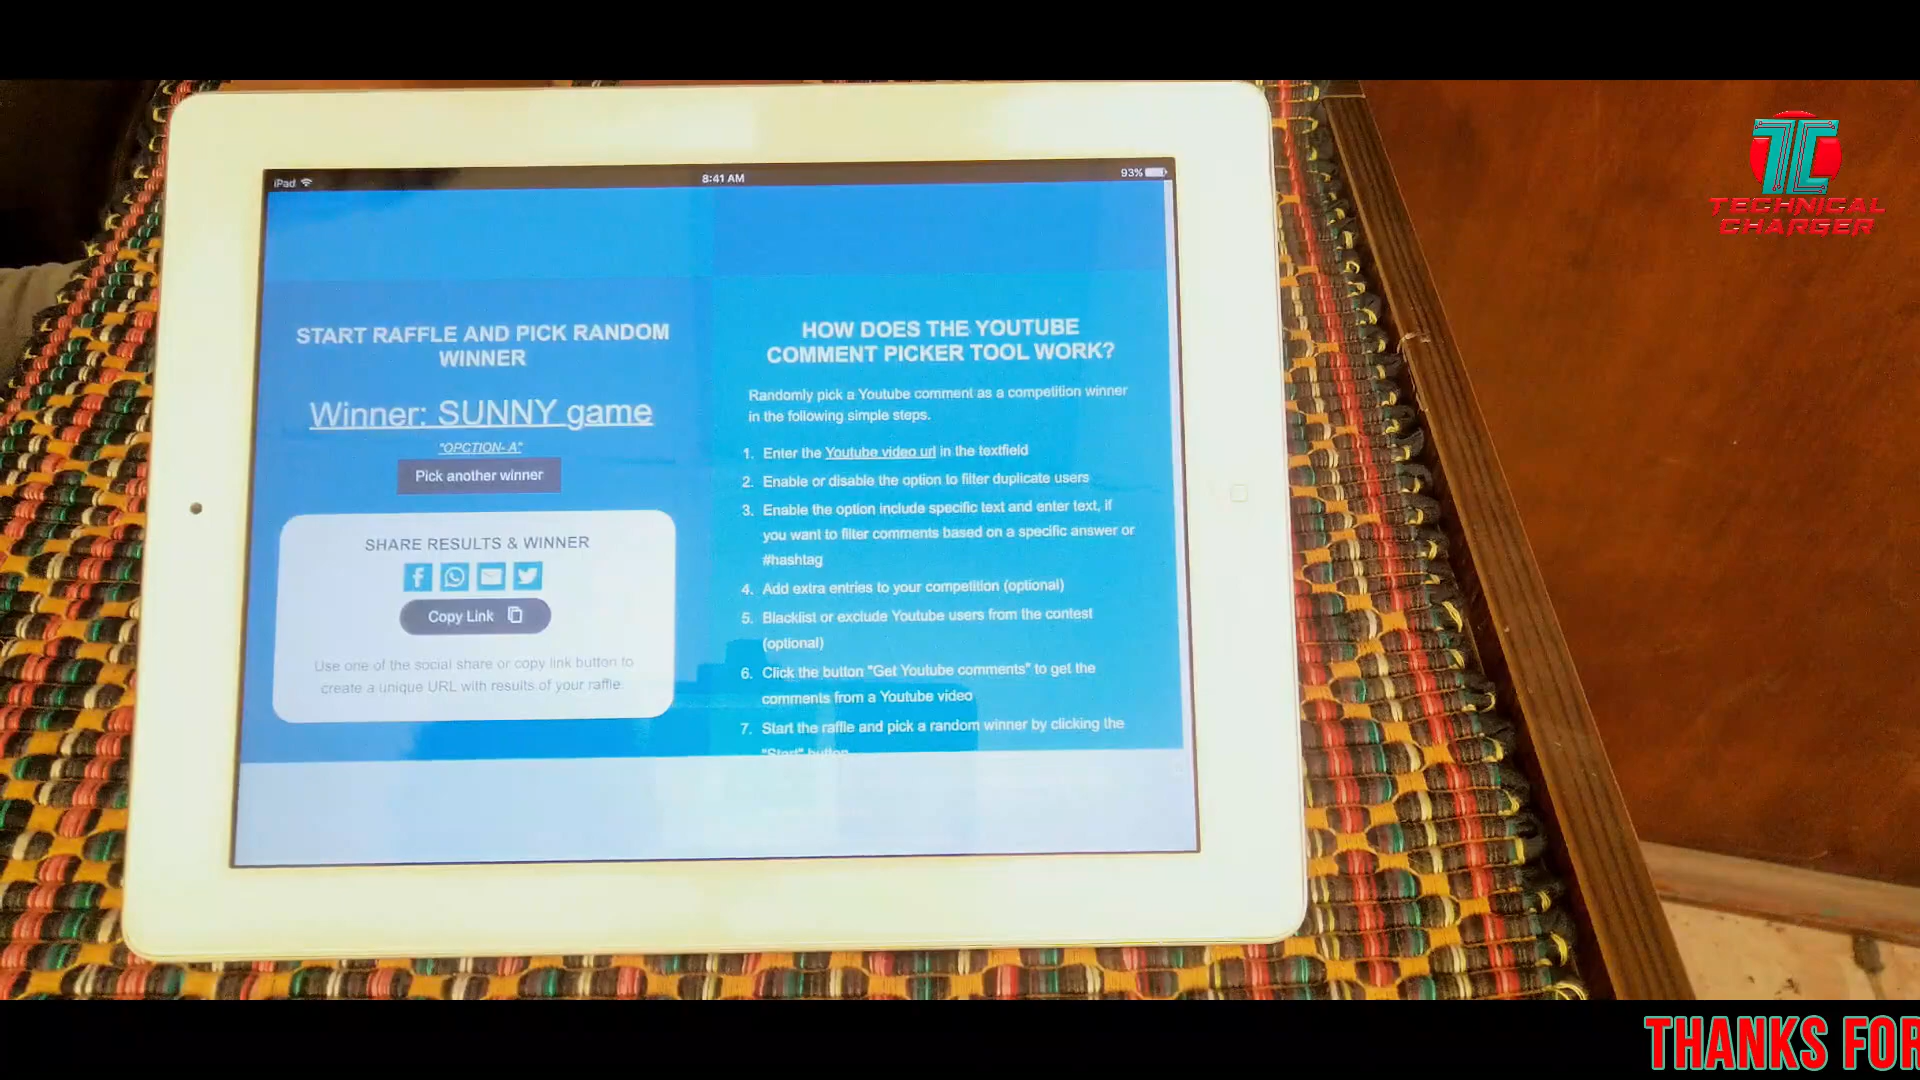 iPad
8:41 AM
93%
TC
TECHNICAL
CHARGER
START RAFFLE AND PICK RANDOM
WINNER
Winner: SUNNY game
"OPCTION- A"
Pick another winner
SHARE RESULTS & WINNER
Copy Link
Use one of the social share or copy link button to
create a unique URL with results of your raffle.
HOW DOES THE YOUTUBE
COMMENT PICKER TOOL WORK?
Randomly pick a Youtube comment as a competition winner
in the following simple steps.
1. Enter the Youtube video url in the textfield
2. Enable or disable the option to filter duplicate users
3. Enable the option include specific text and enter text, if
you want to filter comments based on a specific answer or
#hashtag
4. Add extra entries to your competition (optional)
5. Blacklist or exclude Youtube users from the contest
(optional)
6. Click the button "Get Youtube comments" to get the
comments from a Youtube video
7. Start the raffle and pick a random winner by clicking the
"Start" button
THANKS FOR